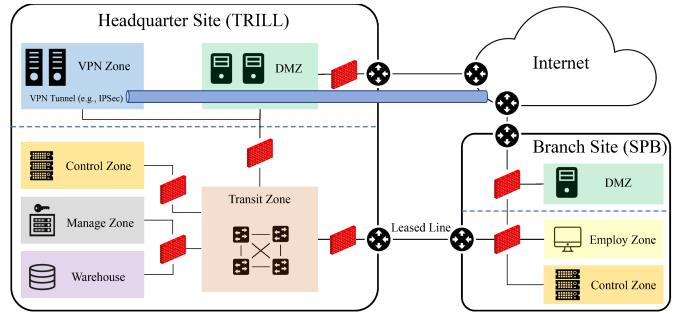 Headquarter Site (TRILL)
VPN Zone
DMZ
Internet
VPN Tunnel (e.g., IPSec)
Branch Site (SPB)
Control Zone
Transit Zone
DMZ
Manage Zone
Leased Line
Employ Zone
Warehouse
Control Zone